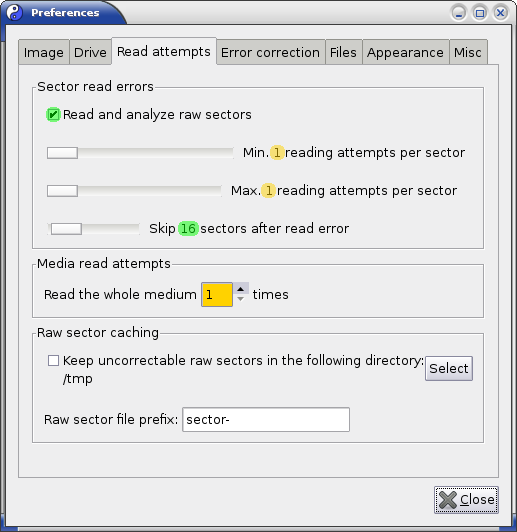 Preferences
Image Drive Read attempts Error correction Files Appearance Misc
Sector read errors
Read and analyze raw sectors
Min. 1 reading attempts per sector
Max. 1 reading attempts per sector
Skip 16 sectors after read error
Media read attempts
Read the whole medium 1 times
Raw sector caching
Keep uncorrectable raw sectors in the following directory:
/tmp
Select
Raw sector file prefix: sector-
Close